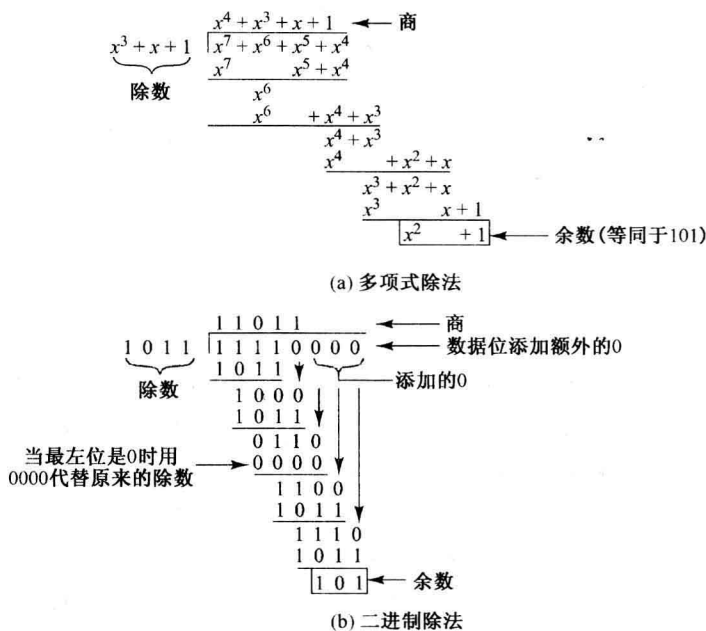 x⁴ + x³ + x + 1 商
x³ + x + 1 x⁷ + x⁶ + x⁵ + x⁴
除数 x⁷ x⁵ + x⁴
x⁶
x⁶ + x⁴ + x³
x⁴ + x³
x⁴ + x² + x
x³ + x² + x
x³ x + 1
x² + 1 余数(等同于101)
(a) 多项式除法
1 1 0 1 1 商
1 0 1 1 1 1 1 1 0 0 0 0 数据位添加额外的0
除数 1 0 1 1 添加的0
1 0 0 0
1 0 1 1
0 1 1 0
当最左位是0时用
0000代替原来的除数 0 0 0 0
1 1 0 0
1 0 1 1
1 1 1 0
1 0 1 1
1 0 1 余数
(b) 二进制除法